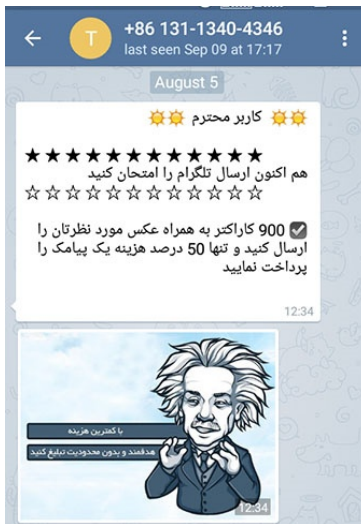 +86 131-1340-4346
last seen Sep 09 at 17:17
T
August 5
کاربر محترم
★★★★★★★★★★★★
هم اکنون ارسال تلگرام را امتحان کنید
☆☆☆☆☆☆☆☆☆☆☆☆
☑ 900 کاراکتر به همراه عکس مورد نظرتان را
ارسال کنید و تنها 50 درصد هزینه یک پیامک را
پرداخت نمایید
12:34
با کمترین هزینه
هدفمند و بدون محدودیت تبلیغ کنید
12:34